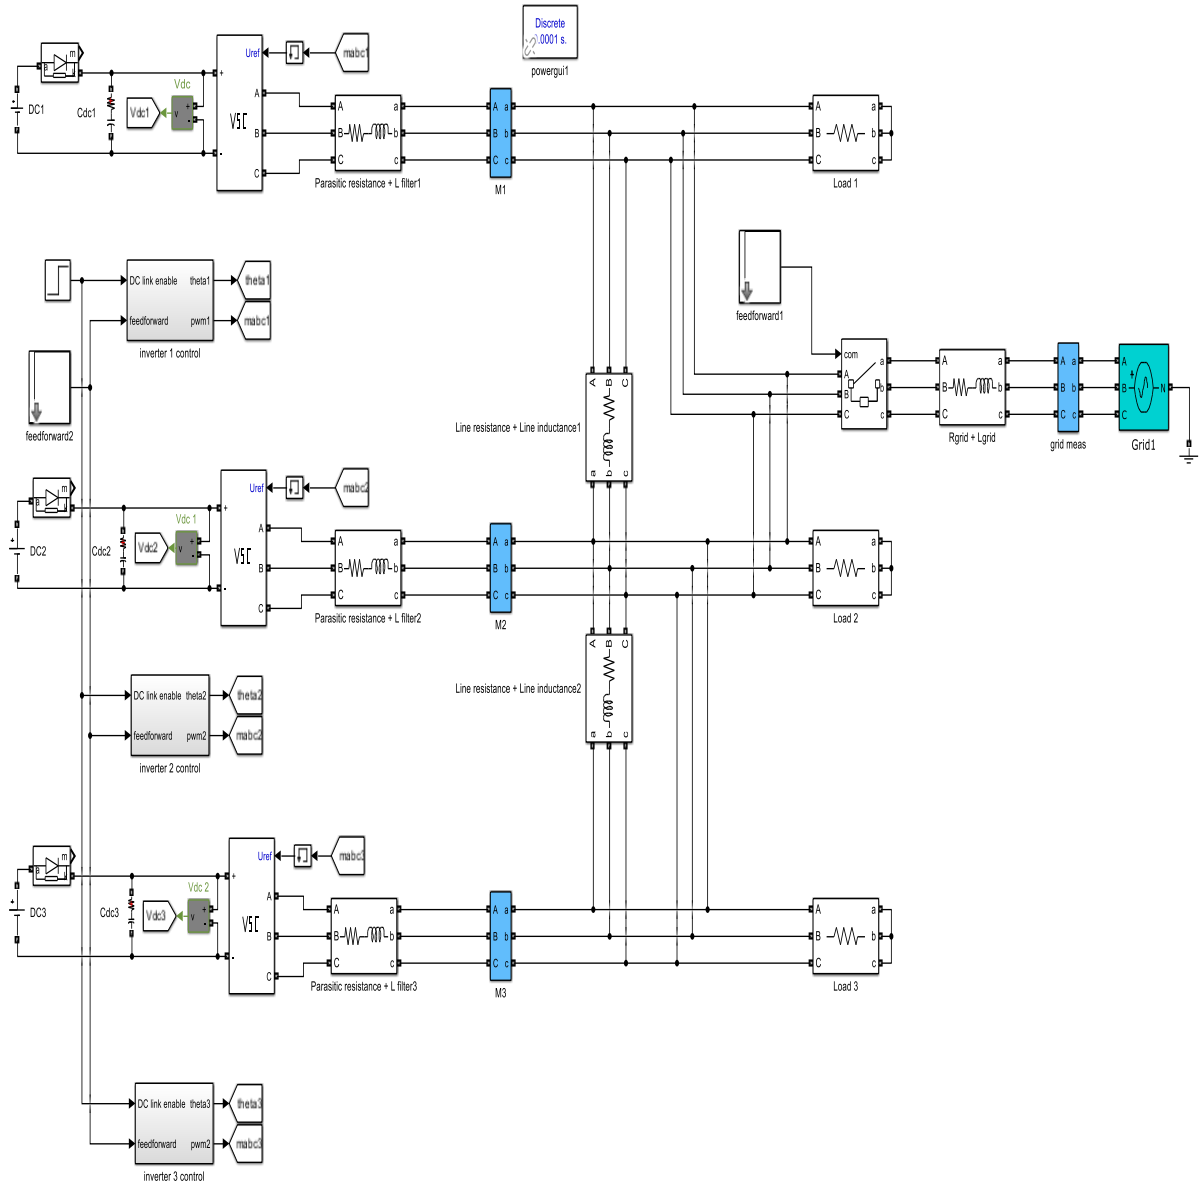 Discrete
.0001 s.
powergui1
m
a
k
DC1
Cdc1
Vdc1
Vdc
v
+
-
+
-
Uref
VSC
A
B
C
mabc1
A
B
C
a
b
c
Parasitic resistance + L filter1
A a
B b
C c
M1
A a
B b
C c
Load 1
DC link enable theta1
feedforward pwm1
inverter 1 control
theta1
mabc1
feedforward2
feedforward1
A B C
a b c
Line resistance + Line inductance1
com
A a
B b
C c
A a
B b
C c
Rgrid + Lgrid
A a
B b
C c
grid meas
A
B
C
N
Grid1
m
a
DC2
Cdc2
Vdc2
Vdc 1
v
+
-
+
-
Uref
VSC
A
B
C
mabc2
A a
B b
C c
Parasitic resistance + L filter2
A a
B b
C c
M2
A a
B b
C c
Load 2
A B C
a b c
Line resistance + Line inductance2
DC link enable theta2
feedforward pwm2
inverter 2 control
theta2
mabc2
m
a
DC3
Cdc3
Vdc3
Vdc 2
v
+
-
+
-
Uref
VSC
A
B
C
A a
B b
C c
Parasitic resistance + L filter3
A a
B b
C c
M3
A a
B b
C c
Load 3
DC link enable theta3
feedforward pwm2
inverter 3 control
theta3
mabc3